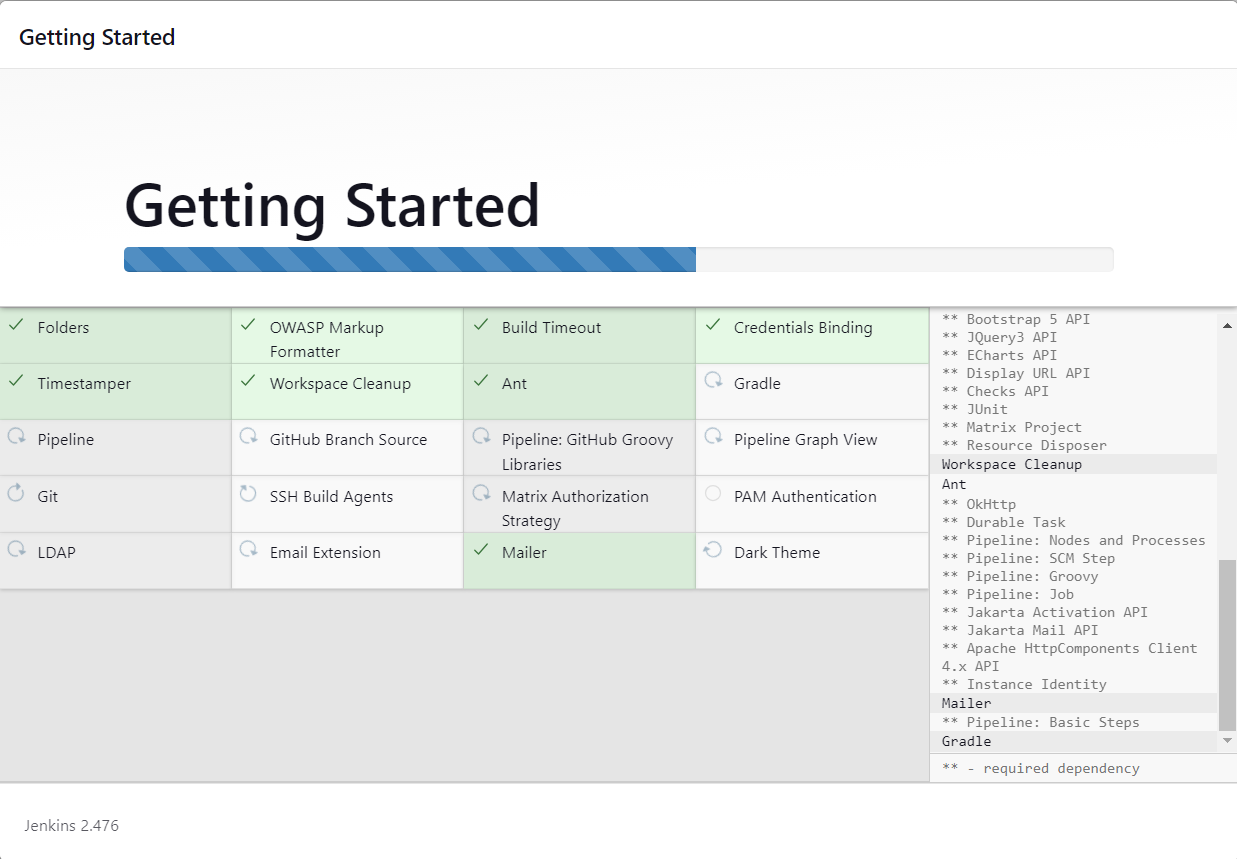 Getting Started
Getting Started
Folders
OWASP Markup
Formatter
Build Timeout
Credentials Binding
Timestamper
Workspace Cleanup
Ant
Gradle
Pipeline
GitHub Branch Source
Pipeline: GitHub Groovy
Libraries
Pipeline Graph View
Git
SSH Build Agents
Matrix Authorization
Strategy
PAM Authentication
LDAP
Email Extension
Mailer
Dark Theme
** Bootstrap 5 API
** JQuery3 API
** ECharts API
** Display URL API
** Checks API
** JUnit
** Matrix Project
** Resource Disposer
Workspace Cleanup
Ant
** OkHttp
** Durable Task
** Pipeline: Nodes and Processes
** Pipeline: SCM Step
** Pipeline: Groovy
** Pipeline: Job
** Jakarta Activation API
** Jakarta Mail API
** Apache HttpComponents Client
4.x API
** Instance Identity
Mailer
** Pipeline: Basic Steps
Gradle
** - required dependency
Jenkins 2.476